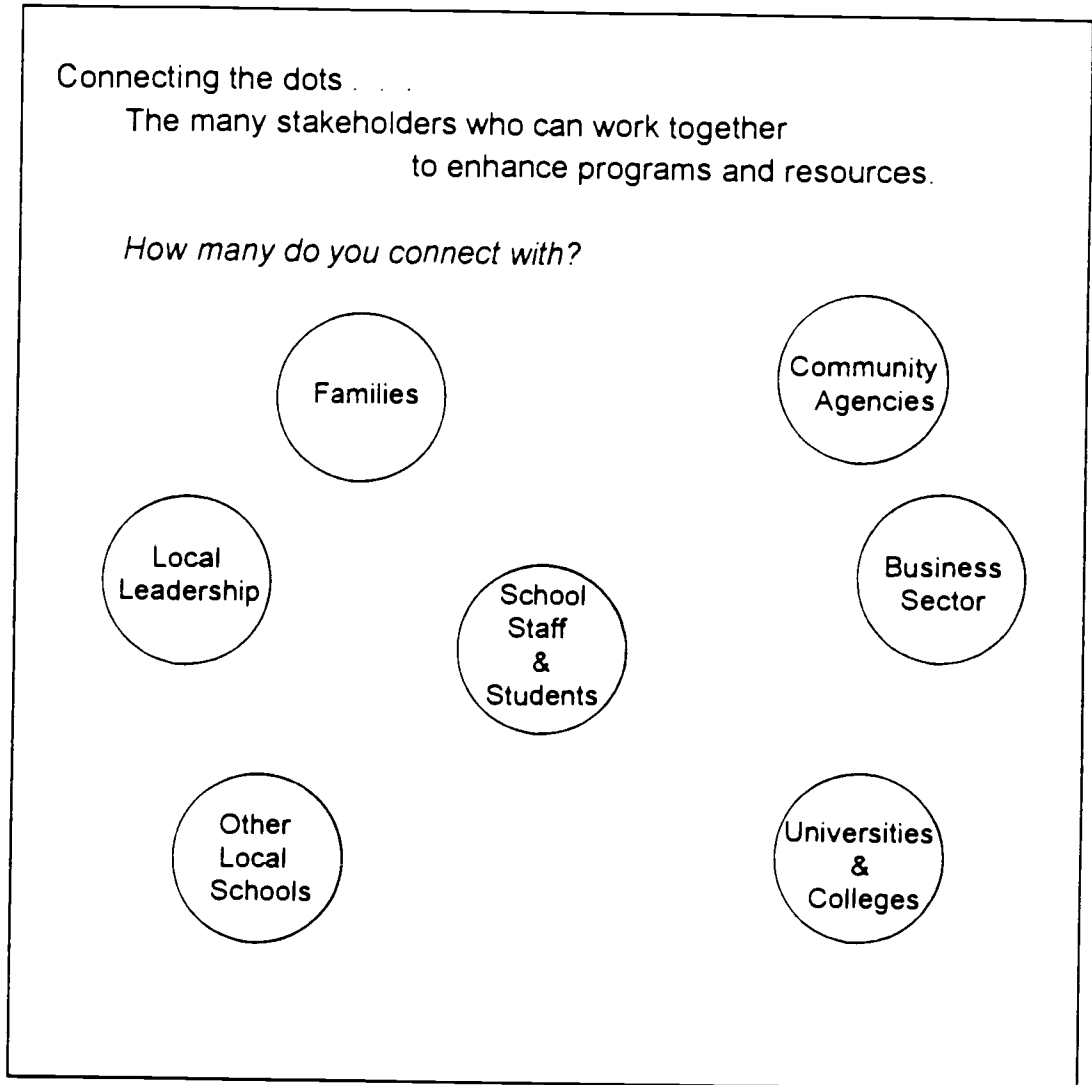 Connecting the dots . . .
The many stakeholders who can work together
to enhance programs and resources.
How many do you connect with?
Families
Community
Agencies
Local
Leadership
Business
Sector
School
Staff
&
Students
Other
Local
Schools
Universities
&
Colleges